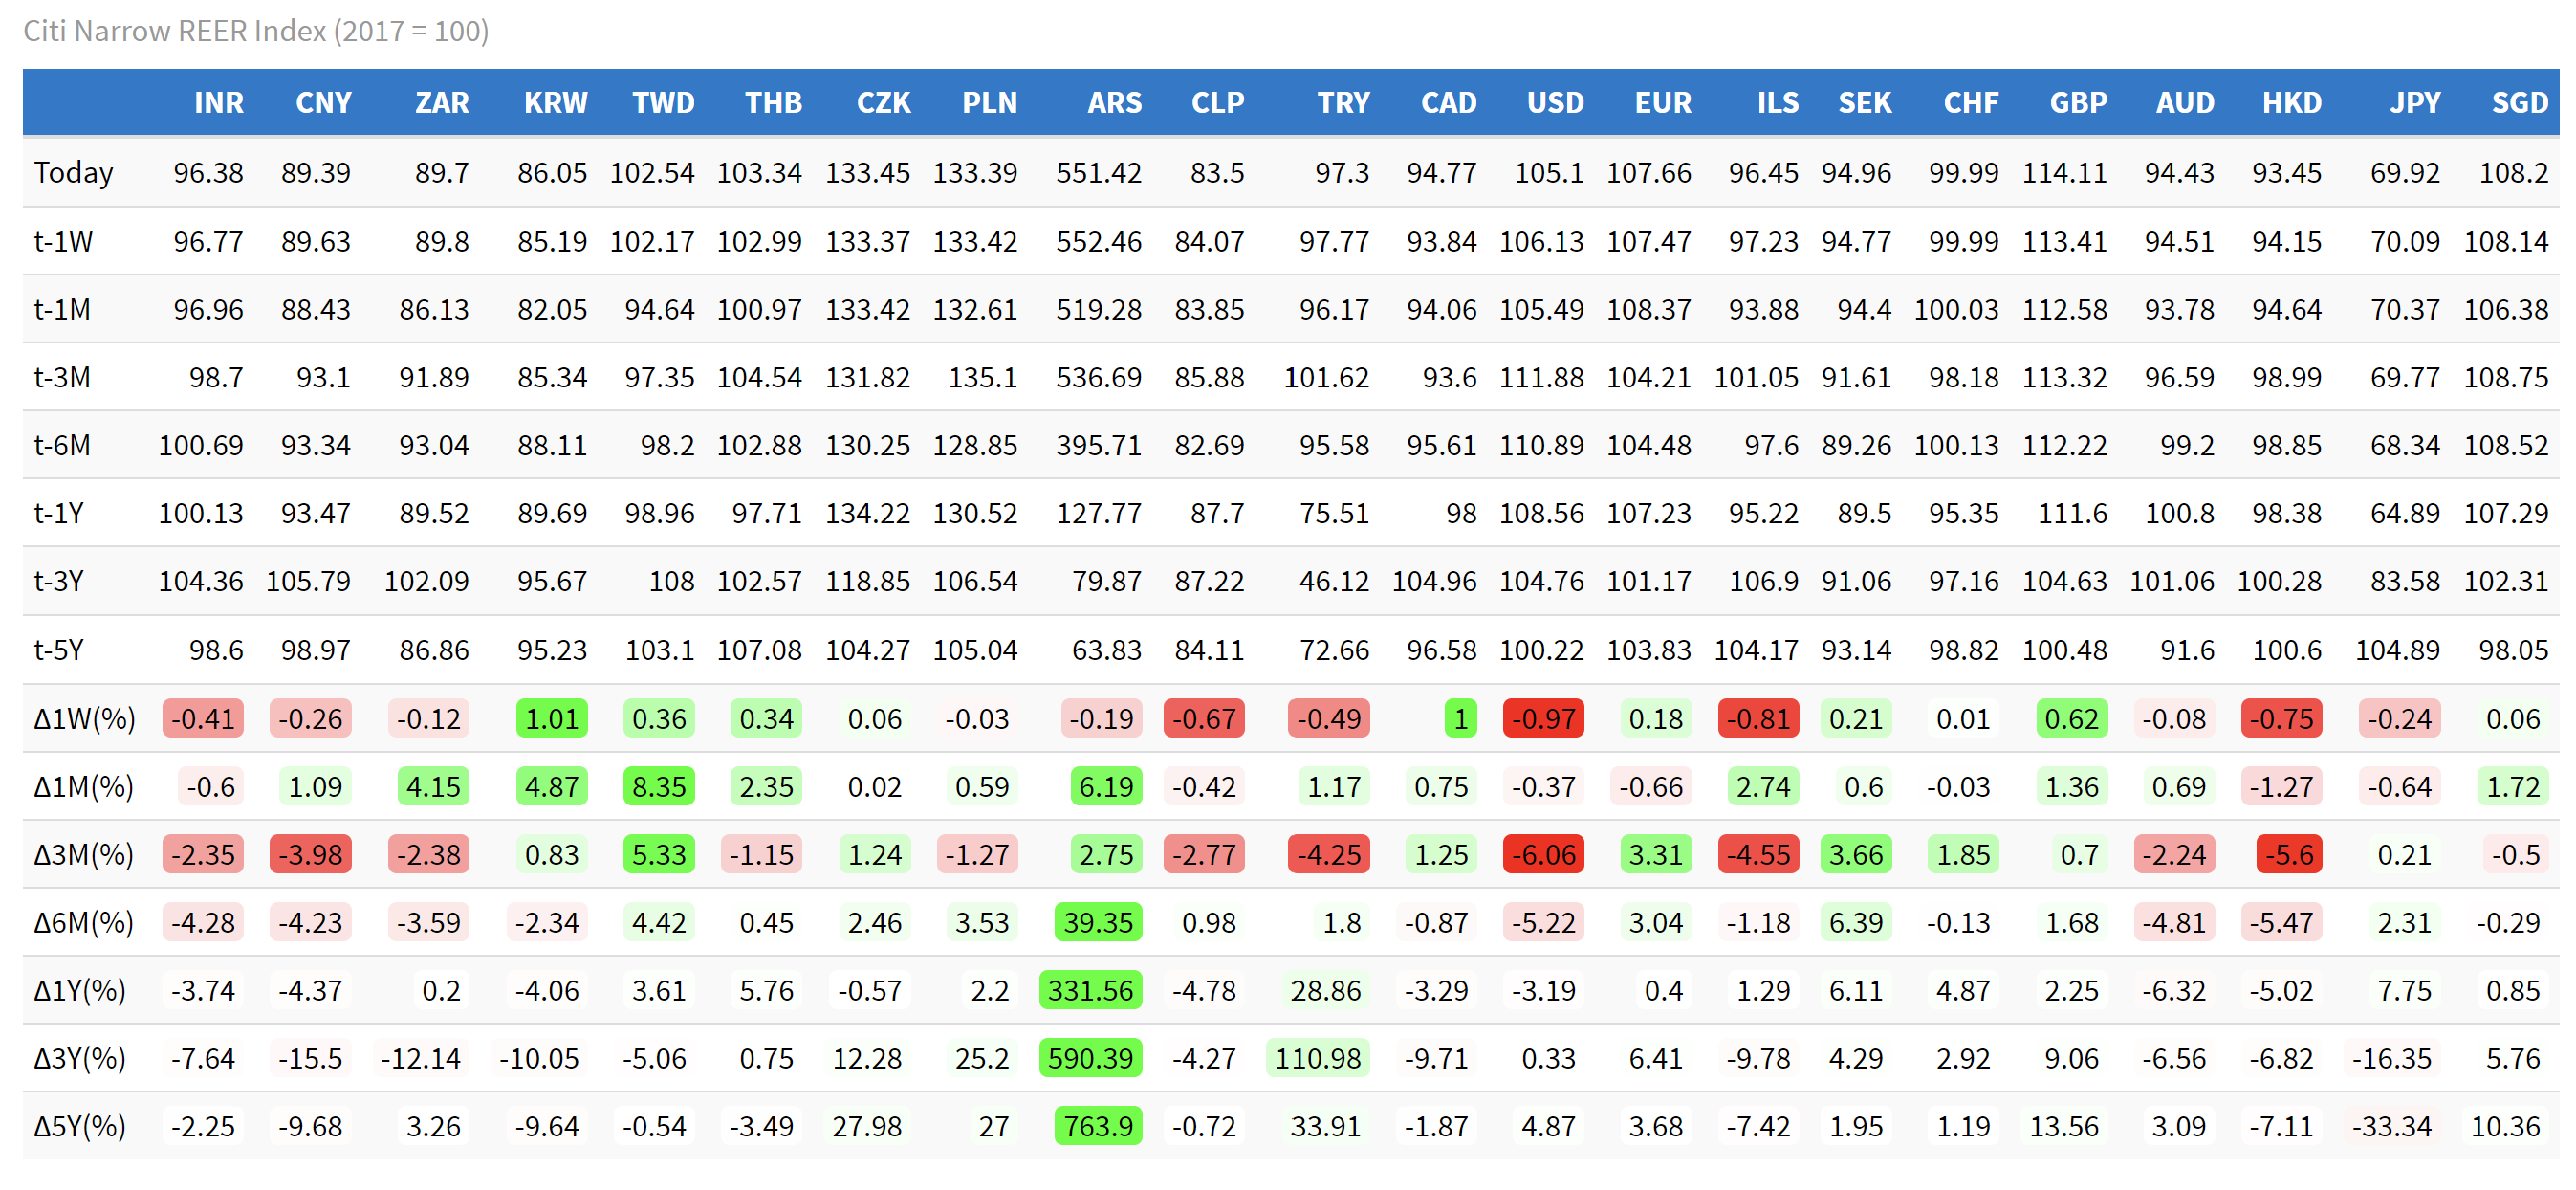 Citi Narrow REER Index (2017 = 100)
INR CNY ZAR KRW TWD THB CZK PLN ARS CLP TRY CAD USD EUR ILS SEK CHF GBP AUD HKD JPY SGD
Today 96.38 89.39 89.7 86.05 102.54 103.34 133.45 133.39 551.42 83.5 97.3 94.77 105.1 107.66 96.45 94.96 99.99 114.11 94.43 93.45 69.92 108.2
t-1W 96.77 89.63 89.8 85.19 102.17 102.99 133.37 133.42 552.46 84.07 97.77 93.84 106.13 107.47 97.23 94.77 99.99 113.41 94.51 94.15 70.09 108.14
t-1M 96.96 88.43 86.13 82.05 94.64 100.97 133.42 132.61 519.28 83.85 96.17 94.06 105.49 108.37 93.88 94.4 100.03 112.58 93.78 94.64 70.37 106.38
t-3M 98.7 93.1 91.89 85.34 97.35 104.54 131.82 135.1 536.69 85.88 101.62 93.6 111.88 104.21 101.05 91.61 98.18 113.32 96.59 98.99 69.77 108.75
t-6M 100.69 93.34 93.04 88.11 98.2 102.88 130.25 128.85 395.71 82.69 95.58 95.61 110.89 104.48 97.6 89.26 100.13 112.22 99.2 98.85 68.34 108.52
t-1Y 100.13 93.47 89.52 89.69 98.96 97.71 134.22 130.52 127.77 87.7 75.51 98 108.56 107.23 95.22 89.5 95.35 111.6 100.8 98.38 64.89 107.29
t-3Y 104.36 105.79 102.09 95.67 108 102.57 118.85 106.54 79.87 87.22 46.12 104.96 104.76 101.17 106.9 91.06 97.16 104.63 101.06 100.28 83.58 102.31
t-5Y 98.6 98.97 86.86 95.23 103.1 107.08 104.27 105.04 63.83 84.11 72.66 96.58 100.22 103.83 104.17 93.14 98.82 100.48 91.6 100.6 104.89 98.05
Δ1W(%) -0.41 -0.26 -0.12 1.01 0.36 0.34 0.06 -0.03 -0.19 -0.67 -0.49 1 -0.97 0.18 -0.81 0.21 0.01 0.62 -0.08 -0.75 -0.24 0.06
Δ1M(%) -0.6 1.09 4.15 4.87 8.35 2.35 0.02 0.59 6.19 -0.42 1.17 0.75 -0.37 -0.66 2.74 0.6 -0.03 1.36 0.69 -1.27 -0.64 1.72
Δ3M(%) -2.35 -3.98 -2.38 0.83 5.33 -1.15 1.24 -1.27 2.75 -2.77 -4.25 1.25 -6.06 3.31 -4.55 3.66 1.85 0.7 -2.24 -5.6 0.21 -0.5
Δ6M(%) -4.28 -4.23 -3.59 -2.34 4.42 0.45 2.46 3.53 39.35 0.98 1.8 -0.87 -5.22 3.04 -1.18 6.39 -0.13 1.68 -4.81 -5.47 2.31 -0.29
Δ1Y(%) -3.74 -4.37 0.2 -4.06 3.61 5.76 -0.57 2.2 331.56 -4.78 28.86 -3.29 -3.19 0.4 1.29 6.11 4.87 2.25 -6.32 -5.02 7.75 0.85
Δ3Y(%) -7.64 -15.5 -12.14 -10.05 -5.06 0.75 12.28 25.2 590.39 -4.27 110.98 -9.71 0.33 6.41 -9.78 4.29 2.92 9.06 -6.56 -6.82 -16.35 5.76
Δ5Y(%) -2.25 -9.68 3.26 -9.64 -0.54 -3.49 27.98 27 763.9 -0.72 33.91 -1.87 4.87 3.68 -7.42 1.95 1.19 13.56 3.09 -7.11 -33.34 10.36